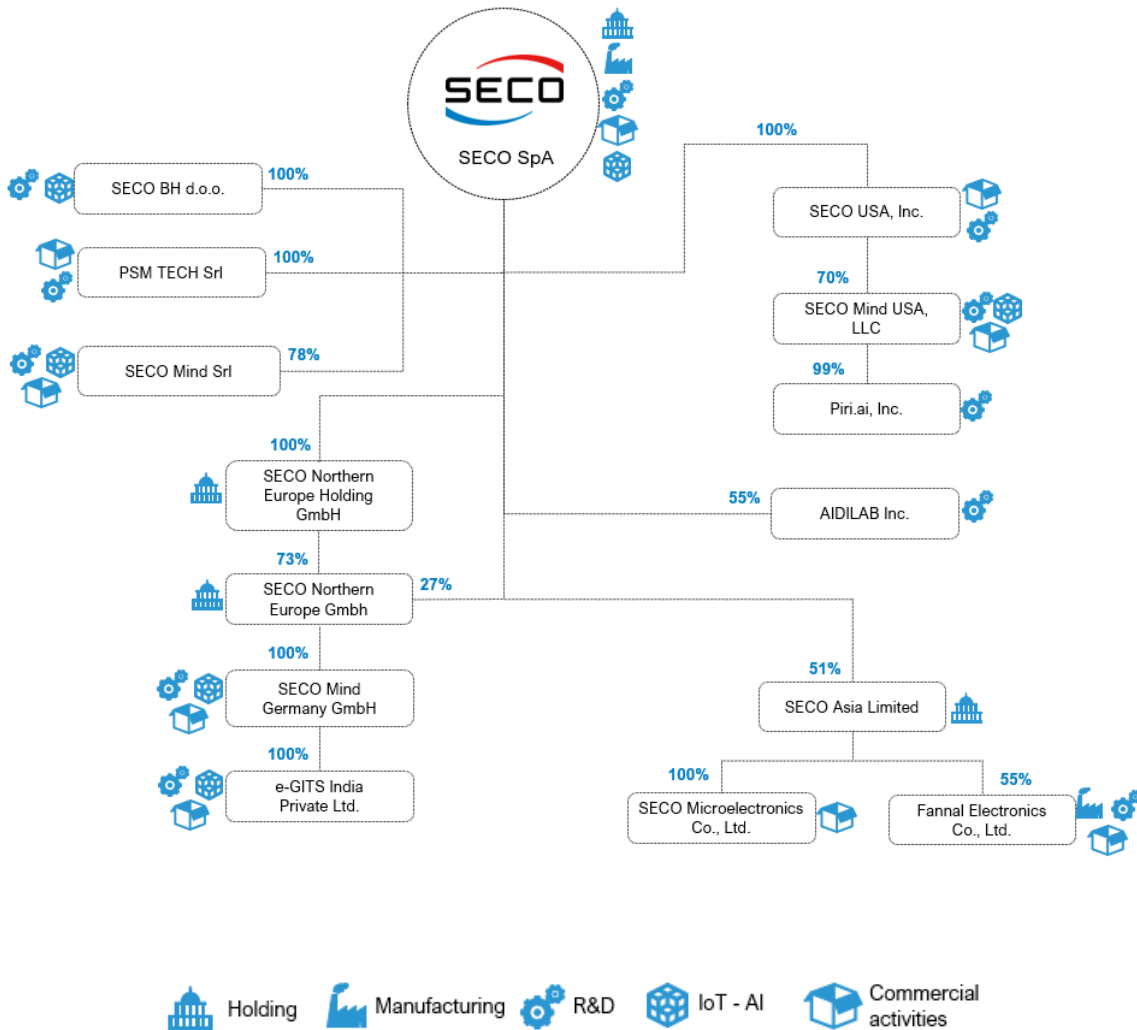 SECO
SECO SpA
100%
SECO BH d.o.o.
100%
PSM TECH Srl
100%
SECO Mind Srl
78%
100%
SECO USA, Inc.
70%
SECO Mind USA,
LLC
99%
Piri.ai, Inc.
100%
SECO Northern
Europe Holding
GmbH
55%
AIDILAB Inc.
73%
SECO Northern
Europe Gmbh
27%
100%
SECO Mind
Germany GmbH
100%
e-GITS India
Private Ltd.
51%
SECO Asia Limited
100%
SECO Microelectronics
Co., Ltd.
55%
Fannal Electronics
Co., Ltd.
Holding
Manufacturing
R&D
IoT - AI
Commercial
activities